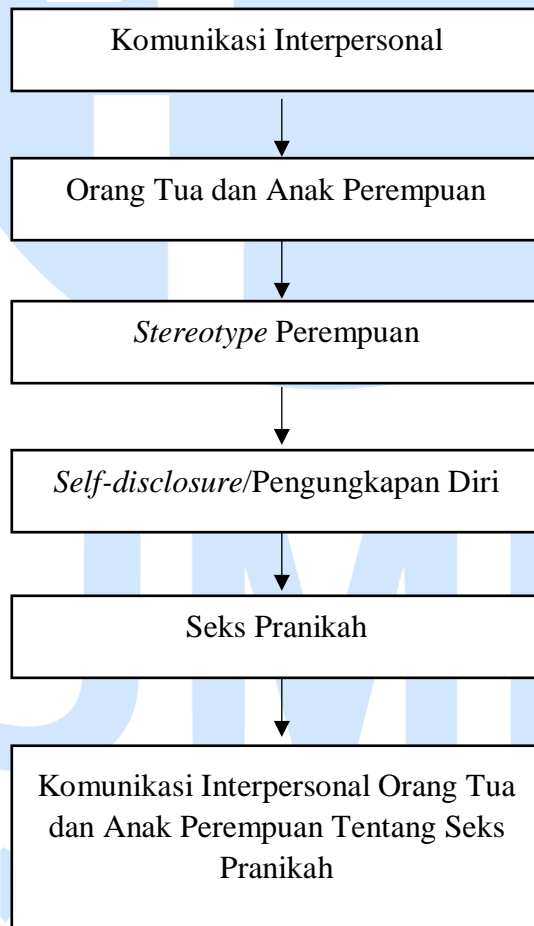 Komunikasi Interpersonal
Orang Tua dan Anak Perempuan
Stereotype Perempuan
Self-disclosure/Pengungkapan Diri
Seks Pranikah
Komunikasi Interpersonal Orang Tua
dan Anak Perempuan Tentang Seks
Pranikah